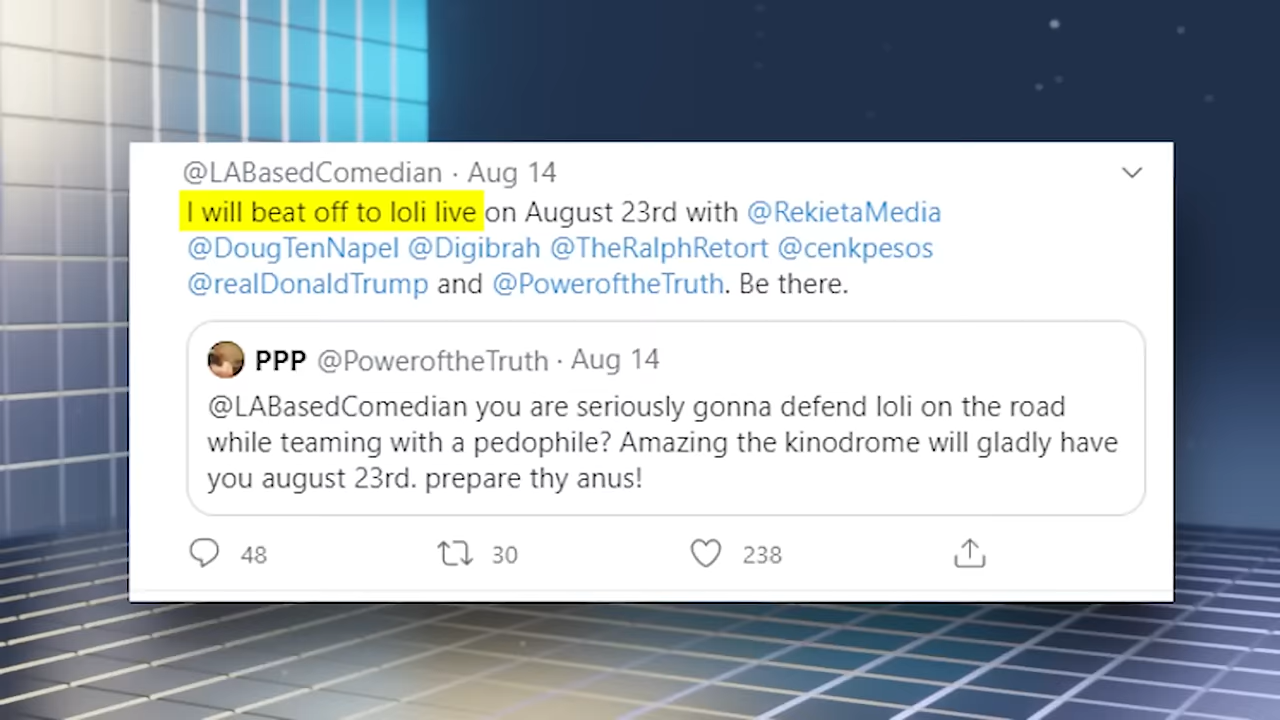 @LABasedComedian · Aug 14
I will beat off to loli live on August 23rd with @RekietaMedia
@DougTenNapel @Digibrah @TheRalphRetort @cenkpesos
@realDonaldTrump and @PoweroftheTruth. Be there.
PPP @PoweroftheTruth · Aug 14
@LABasedComedian you are seriously gonna defend loli on the road
while teaming with a pedophile? Amazing the kinodrome will gladly have
you august 23rd. prepare thy anus!
48 30 238